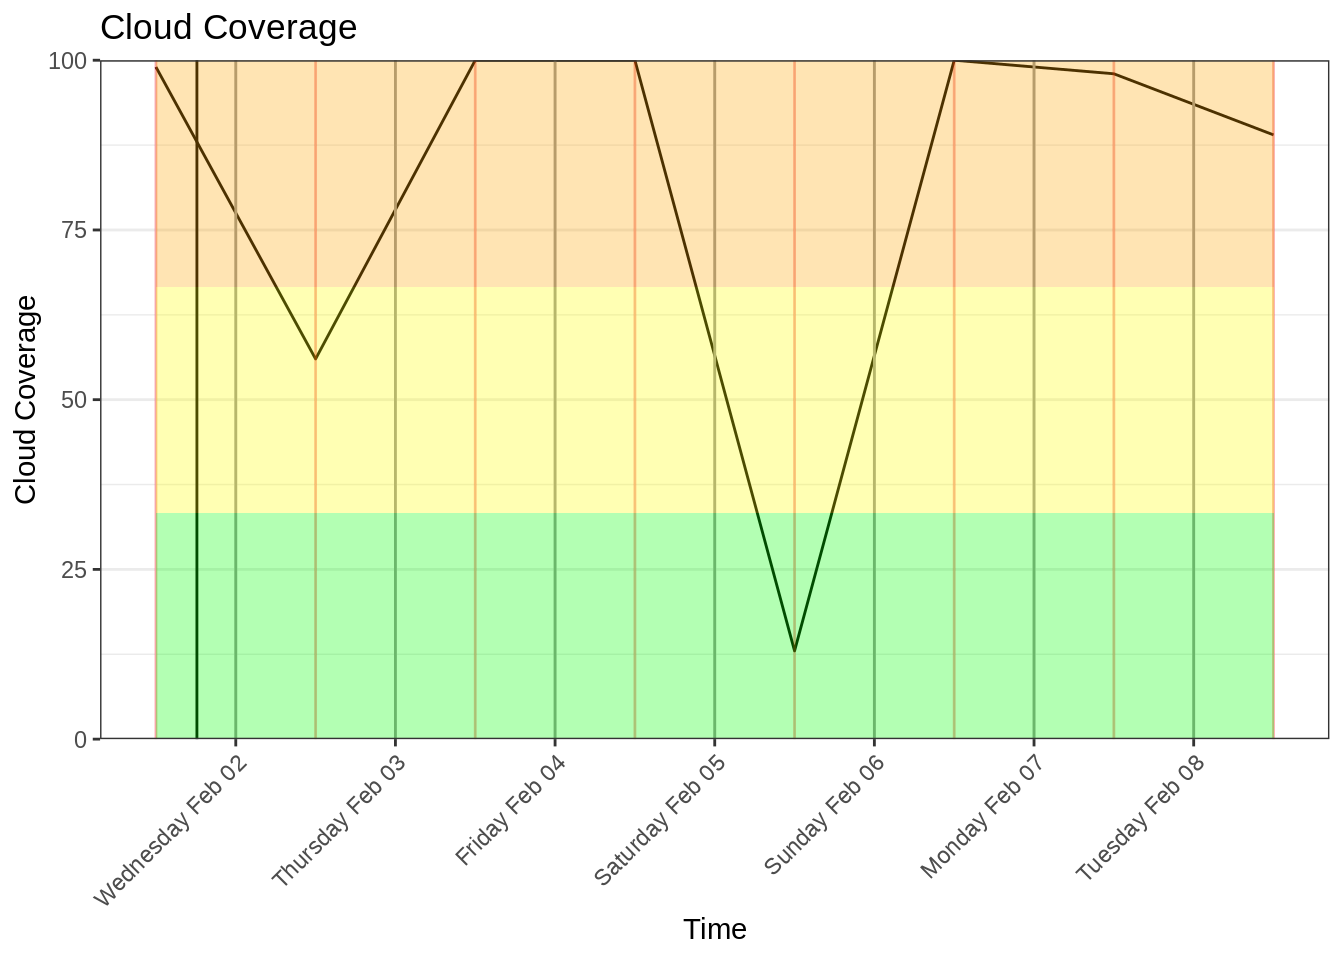 Cloud Coverage
100
75
50
25
0
Cloud Coverage
Wednesday Feb 02
Thursday Feb 03
Friday Feb 04
Saturday Feb 05
Sunday Feb 06
Monday Feb 07
Tuesday Feb 08
Time